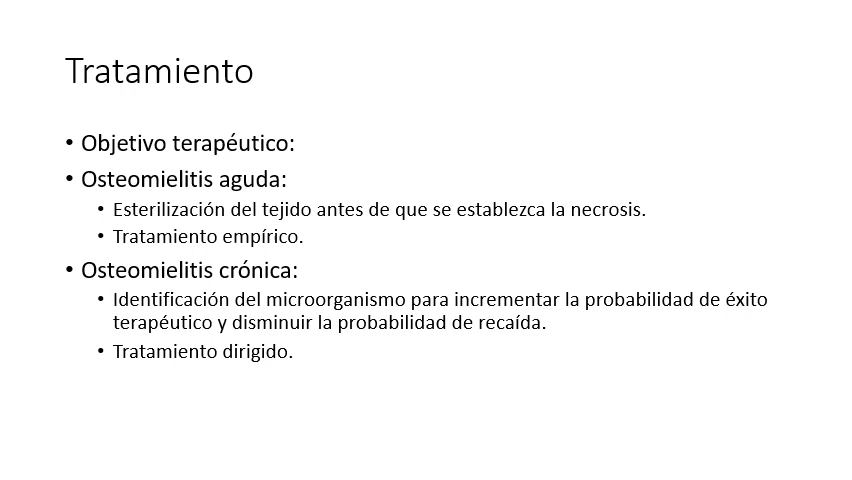 Tratamiento
• Objetivo terapéutico:
• Osteomielitis aguda:
• Esterilización del tejido antes de que se establezca la necrosis.
• Tratamiento empírico.
• Osteomielitis crónica:
• Identificación del microorganismo para incrementar la probabilidad de éxito
terapéutico y disminuir la probabilidad de recaída.
• Tratamiento dirigido.